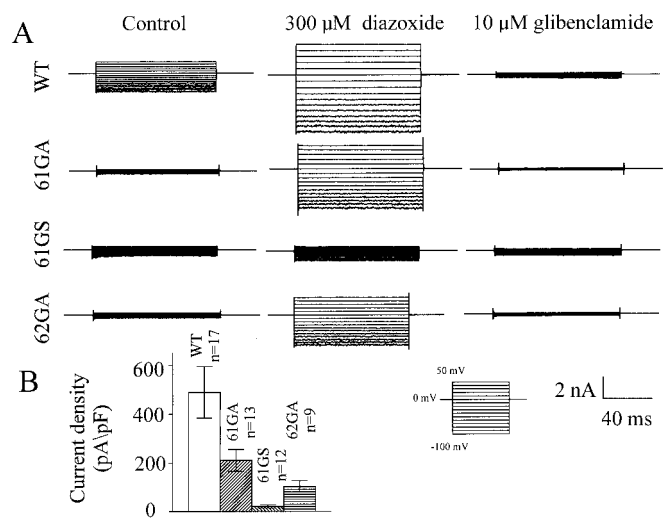 A
Control
300 µM diazoxide
10 µM glibenclamide
WT
61GA
61GS
62GA
B
Current density
(pA\pF)
600
400
200
0
WT
n=17
61GA
n=13
61GS
n=12
62GA
n=9
50 mV
0 mV
-100 mV
2 nA
40 ms